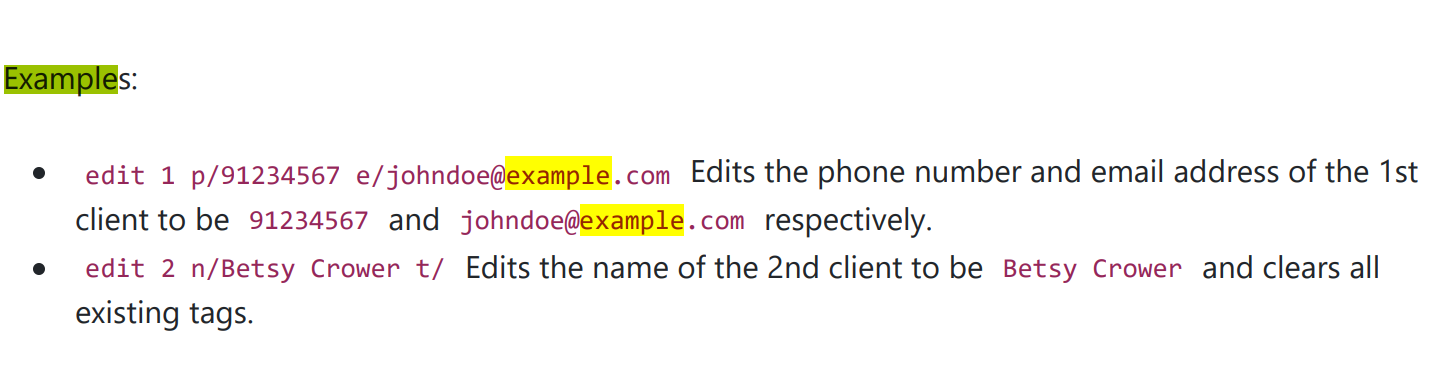 Examples:
• edit 1 p/91234567 e/johndoe@example.com Edits the phone number and email address of the 1st
client to be 91234567 and johndoe@example.com respectively.
• edit 2 n/Betsy Crower t/ Edits the name of the 2nd client to be Betsy Crower and clears all
existing tags.